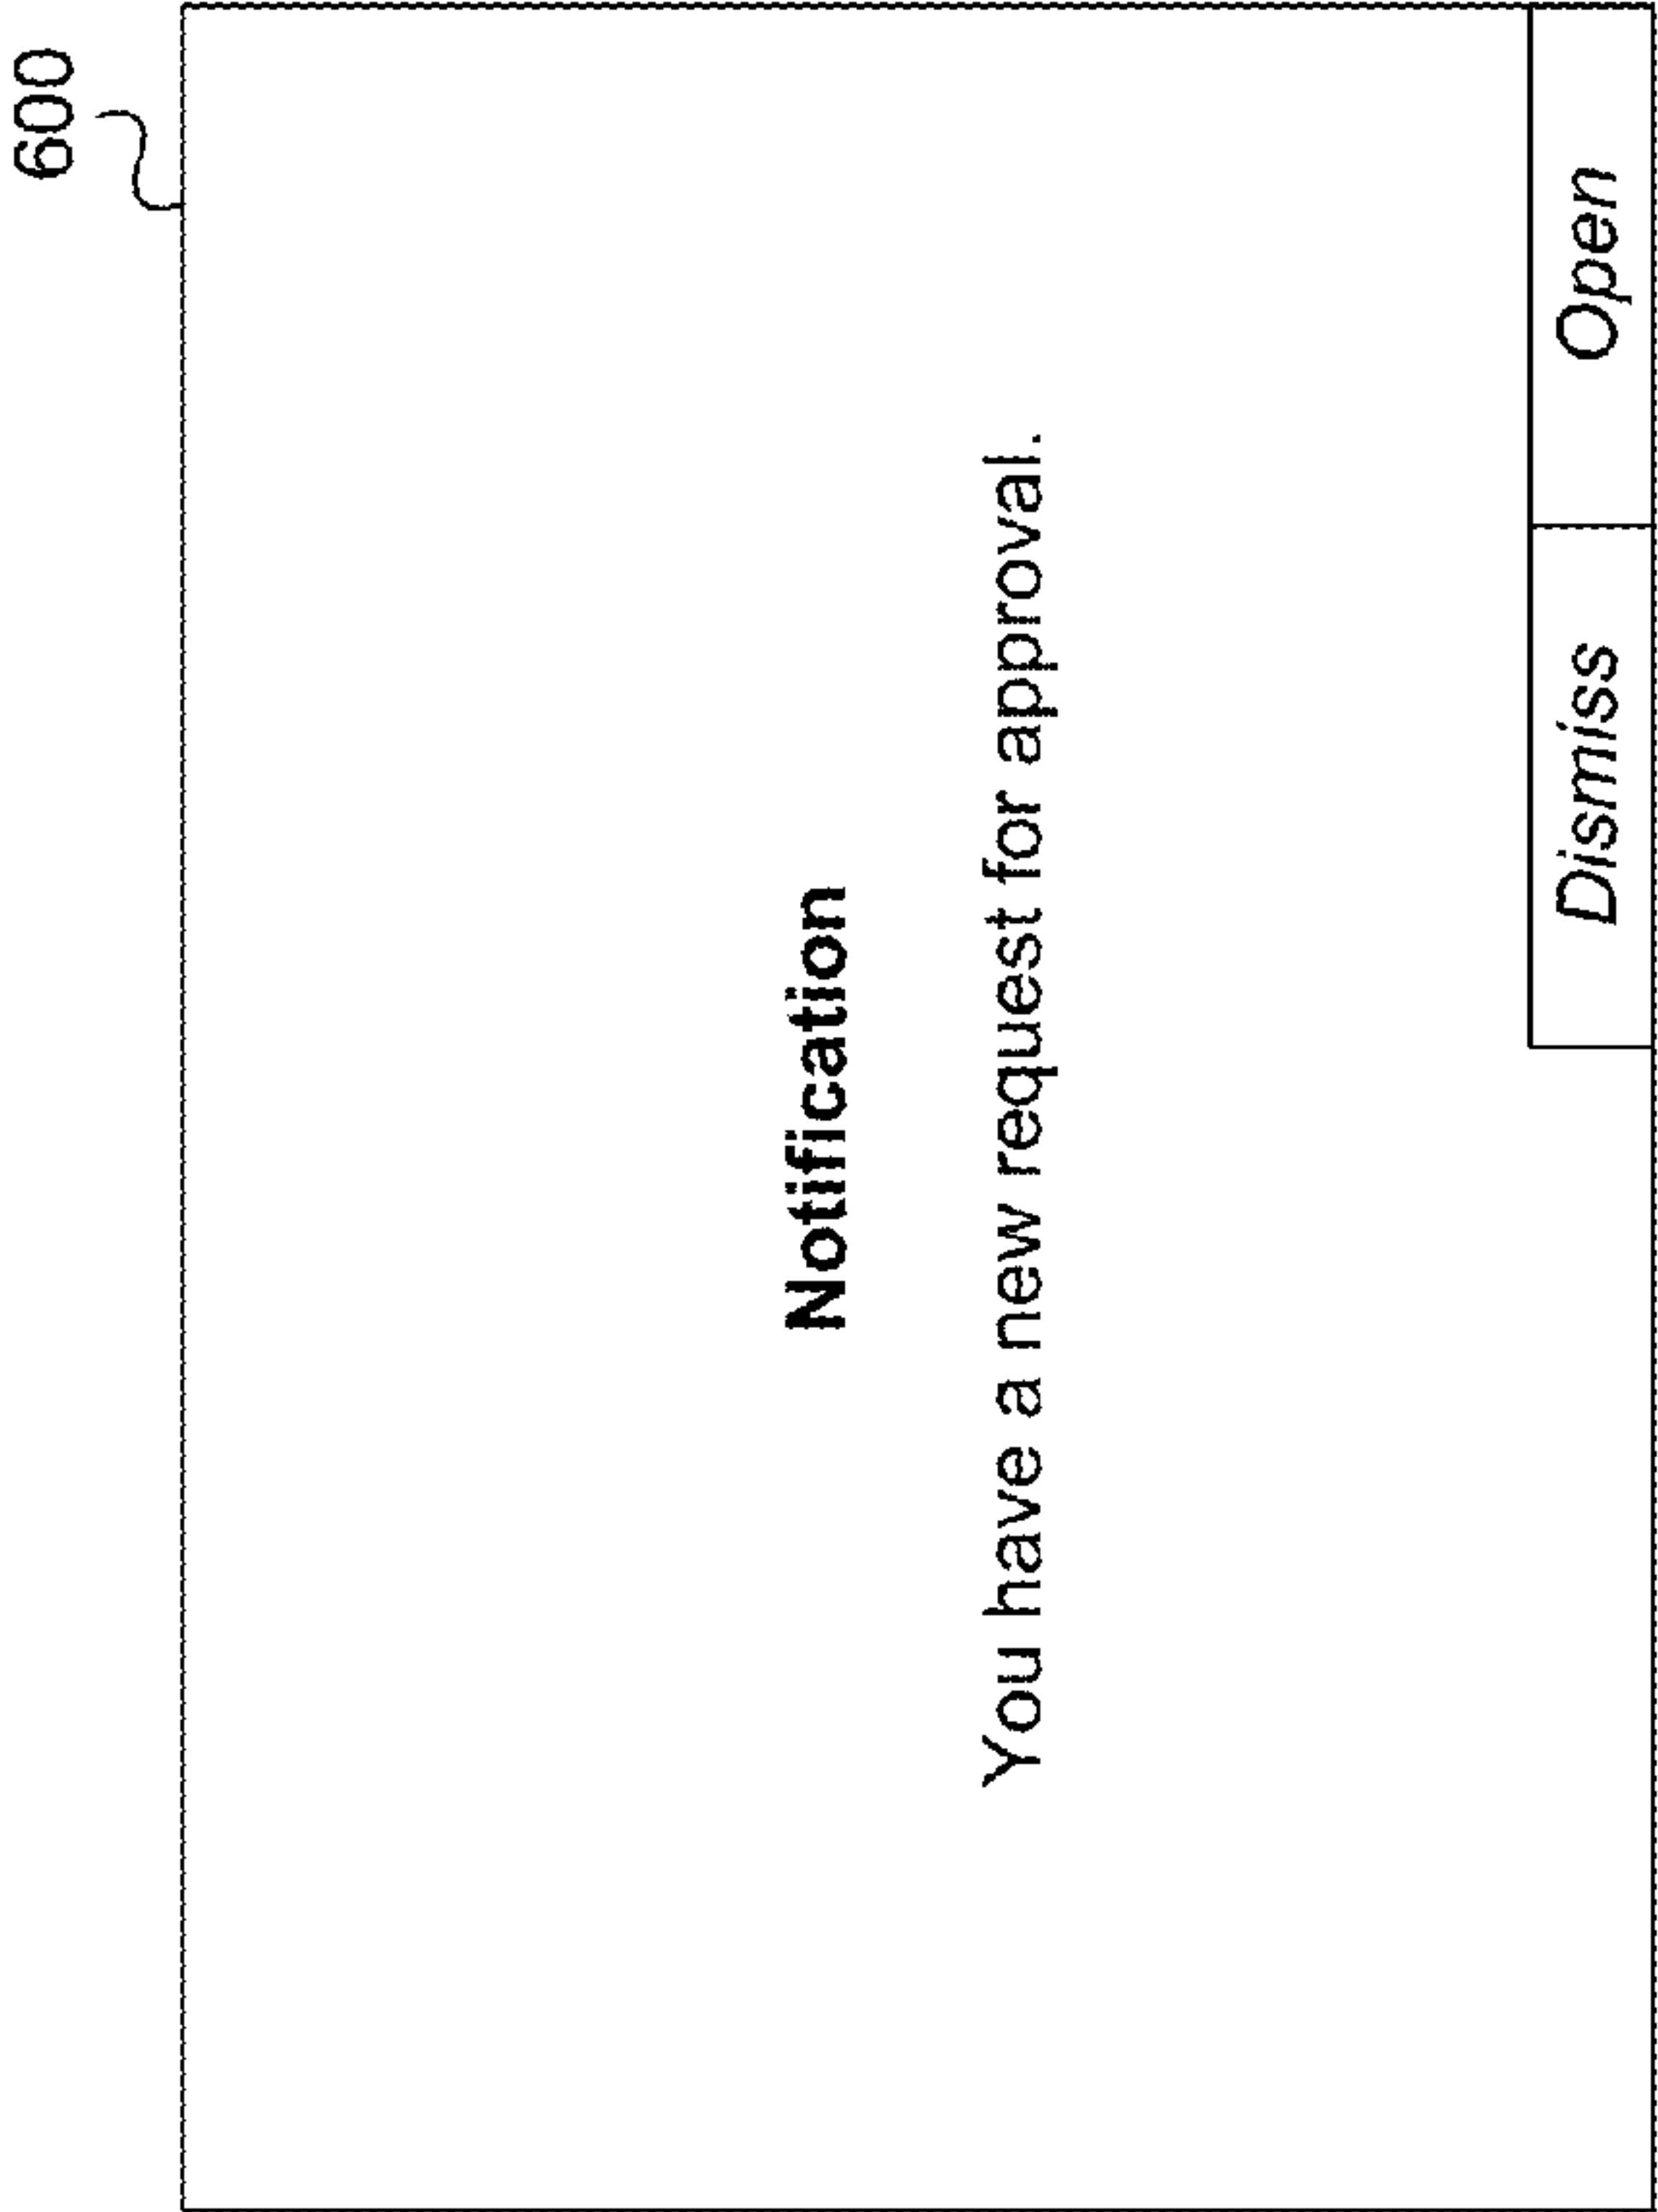 600
Notification
You have a new request for approval.
Dismiss
Open